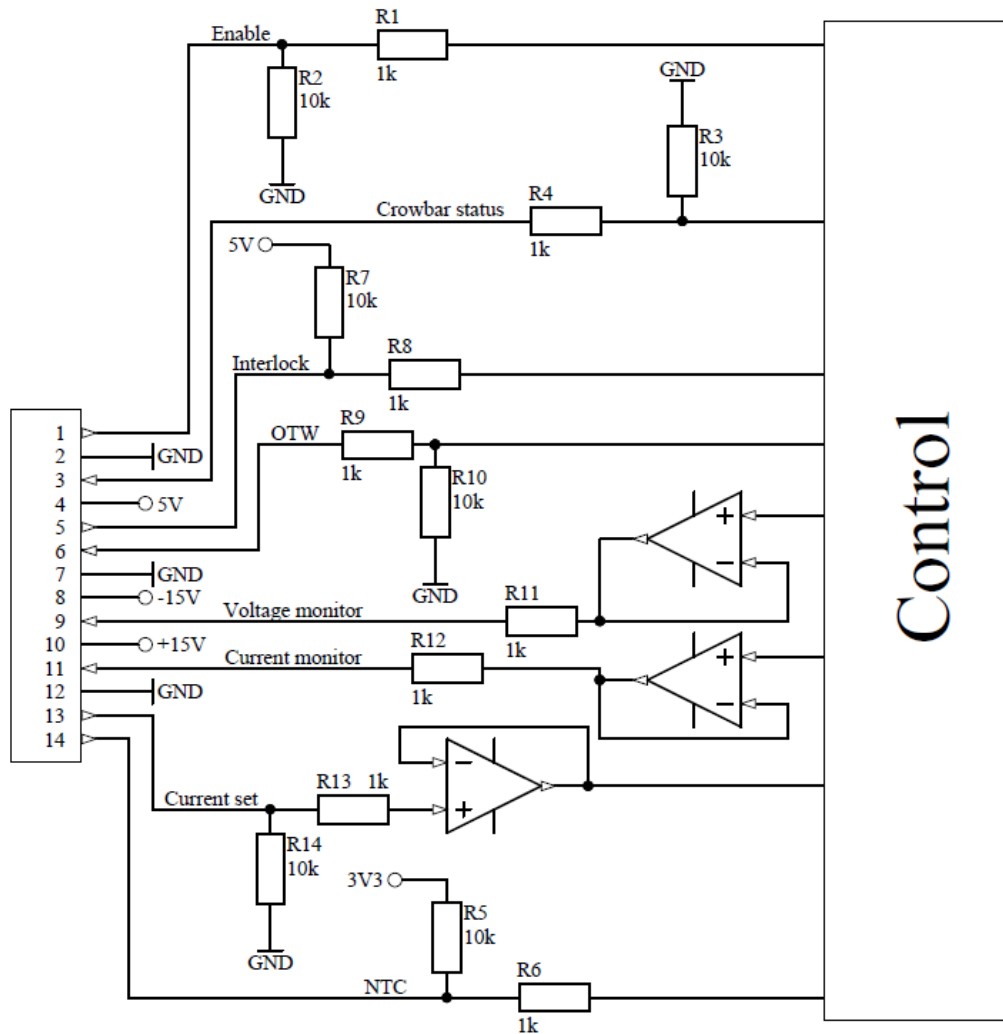 R1
Enable
1k
GND
R2
10k
R3
10k
GND
R4
Crowbar status
1k
5V
R7
10k
R8
Interlock
1k
R9
OTW
1k
1
2
GND
3
4
5V
5
6
7
GND
8
-15V
9
10
+15V
11
12
GND
13
14
R10
10k
GND
+
−
R11
Voltage monitor
1k
R12
Current monitor
1k
+
−
−
+
R13 1k
Current set
R14
10k
GND
3V3
R5
10k
R6
NTC
1k
Control